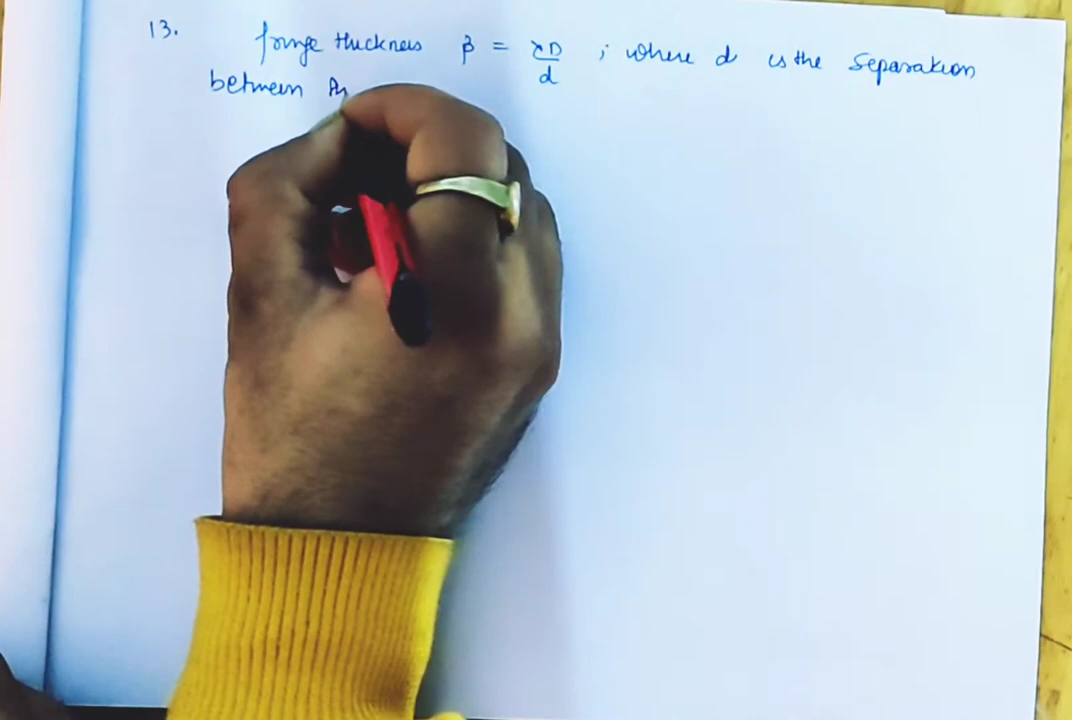 13. fringe thickness β = λD/d ; where d is the separation
between